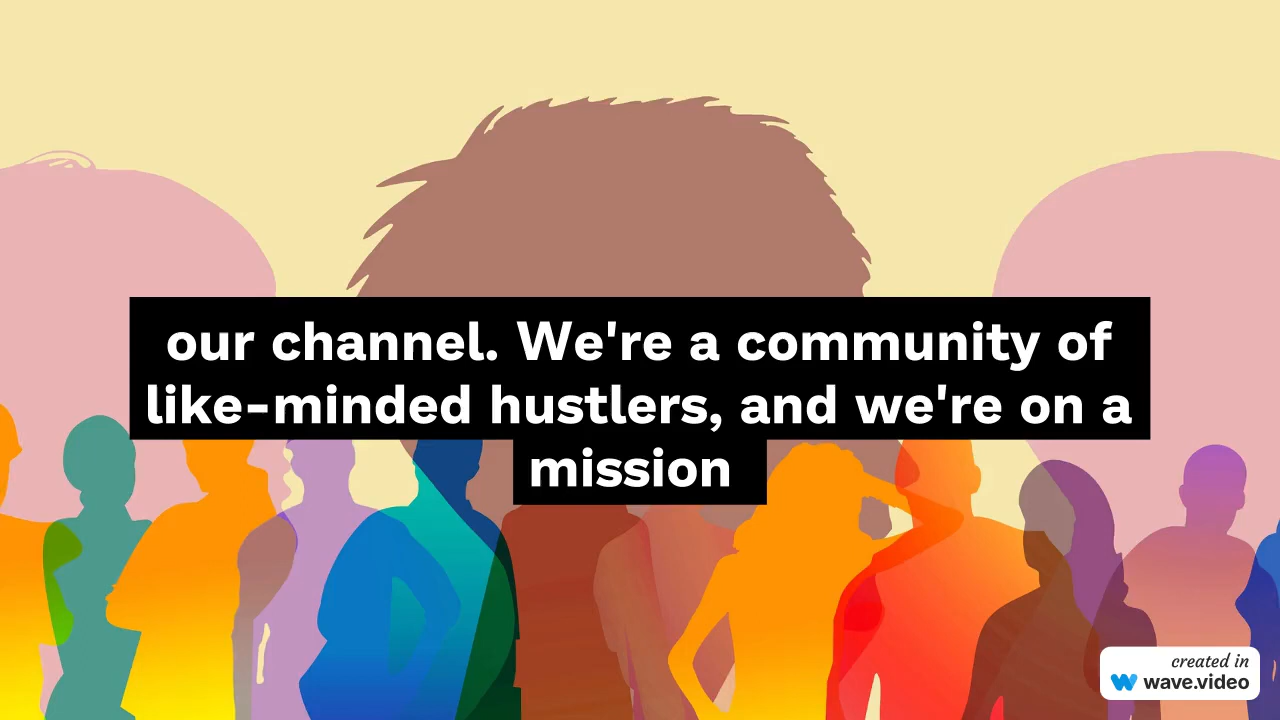 our channel. We're a community of
like-minded hustlers, and we're on a
mission
created in
wave.video